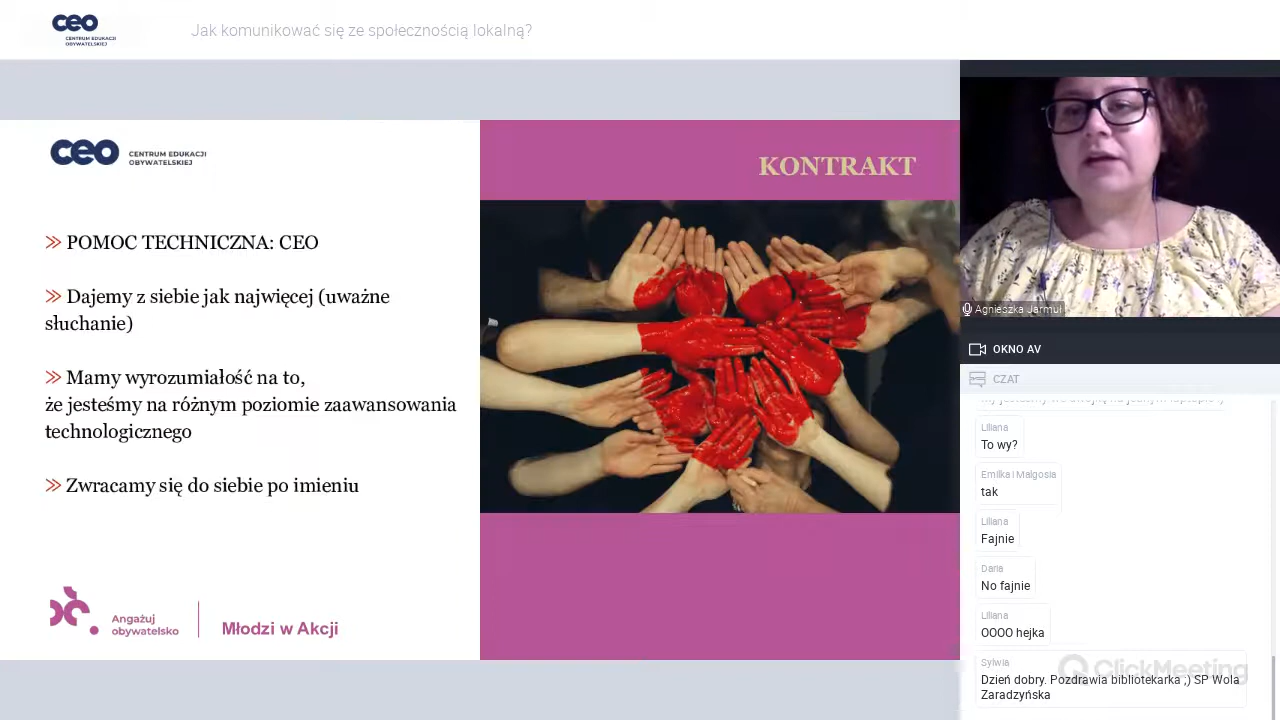 ceo
CENTRUM EDUKACJI
OBYWATELSKIEJ
Jak komunikować się ze społecznością lokalną?
ceo
CENTRUM EDUKACJI
OBYWATELSKIEJ
>> POMOC TECHNICZNA: CEO
>> Dajemy z siebie jak najwięcej (uważne
słuchanie)
>> Mamy wyrozumiałość na to,
że jesteśmy na różnym poziomie zaawansowania
technologicznego
>> Zwracamy się do siebie po imieniu
Angażuj
obywatelsko
Młodzi w Akcji
KONTRAKT
Agnieszka Jarmuł
OKNO AV
CZAT
Liliana
To wy?
Emilka i Małgosia
tak
Liliana
Fajnie
Daria
No fajnie
Liliana
OOOO hejka
Sylwia
Dzień dobry. Pozdrawia bibliotekarka ;) SP Wola
Zaradzyńska
ClickMeeting